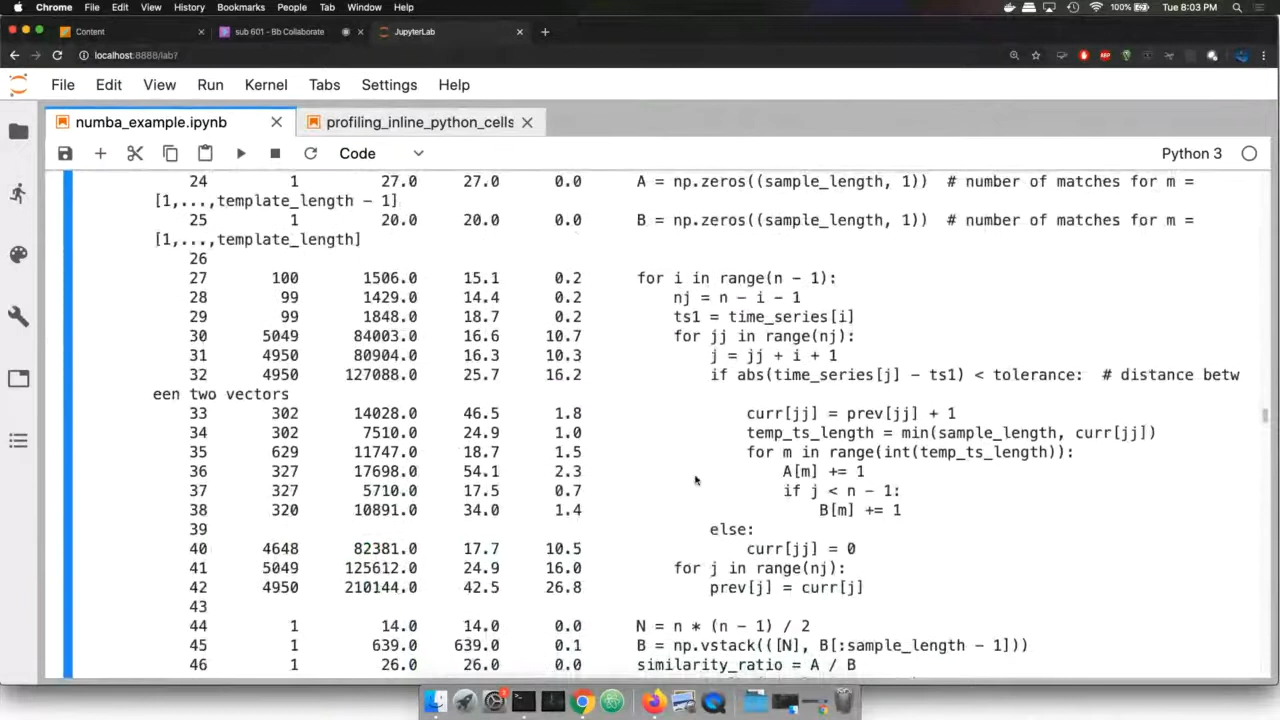 Chrome File Edit View History Bookmarks People Tab Window Help 100% Tue 8:03 PM
Content sub 601 - Bb Collaborate JupyterLab
localhost:8888/lab?
File Edit View Run Kernel Tabs Settings Help
numba_example.ipynb profiling_inline_python_cells
Code Python 3
24 1 27.0 27.0 0.0 A = np.zeros((sample_length, 1)) # number of matches for m =
[1,...,template_length - 1]
25 1 20.0 20.0 0.0 B = np.zeros((sample_length, 1)) # number of matches for m =
[1,...,template_length]
26
27 100 1506.0 15.1 0.2 for i in range(n - 1):
28 99 1429.0 14.4 0.2 nj = n - i - 1
29 99 1848.0 18.7 0.2 ts1 = time_series[i]
30 5049 84003.0 16.6 10.7 for jj in range(nj):
31 4950 80904.0 16.3 10.3 j = jj + i + 1
32 4950 127088.0 25.7 16.2 if abs(time_series[j] - ts1) < tolerance: # distance betw
een two vectors
33 302 14028.0 46.5 1.8 curr[jj] = prev[jj] + 1
34 302 7510.0 24.9 1.0 temp_ts_length = min(sample_length, curr[jj])
35 629 11747.0 18.7 1.5 for m in range(int(temp_ts_length)):
36 327 17698.0 54.1 2.3 A[m] += 1
37 327 5710.0 17.5 0.7 if j < n - 1:
38 320 10891.0 34.0 1.4 B[m] += 1
39 else:
40 4648 82381.0 17.7 10.5 curr[jj] = 0
41 5049 125612.0 24.9 16.0 for j in range(nj):
42 4950 210144.0 42.5 26.8 prev[j] = curr[j]
43
44 1 14.0 14.0 0.0 N = n * (n - 1) / 2
45 1 639.0 639.0 0.1 B = np.vstack(([N], B[:sample_length - 1]))
46 1 26.0 26.0 0.0 similarity_ratio = A / B